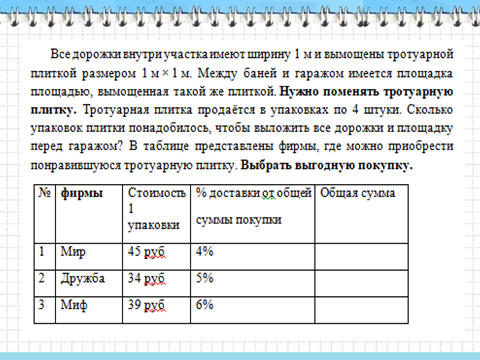 Все дорожки внутри участка имеют ширину 1 м и вымощены тротуарной
плиткой размером 1 м × 1 м. Между баней и гаражом имеется площадка
площадью, вымощенная такой же плиткой. Нужно поменять тротуарную
плитку. Тротуарная плитка продаётся в упаковках по 4 штуки. Сколько
упаковок плитки понадобилось, чтобы выложить все дорожки и площадку
перед гаражом? В таблице представлены фирмы, где можно приобрести
понравившуюся тротуарную плитку. Выбрать выгодную покупку.
№ фирмы Стоимость 1 упаковки % доставки от общей суммы покупки Общая сумма
1 Мир 45 руб 4%
2 Дружба 34 руб 5%
3 Миф 39 руб 6%